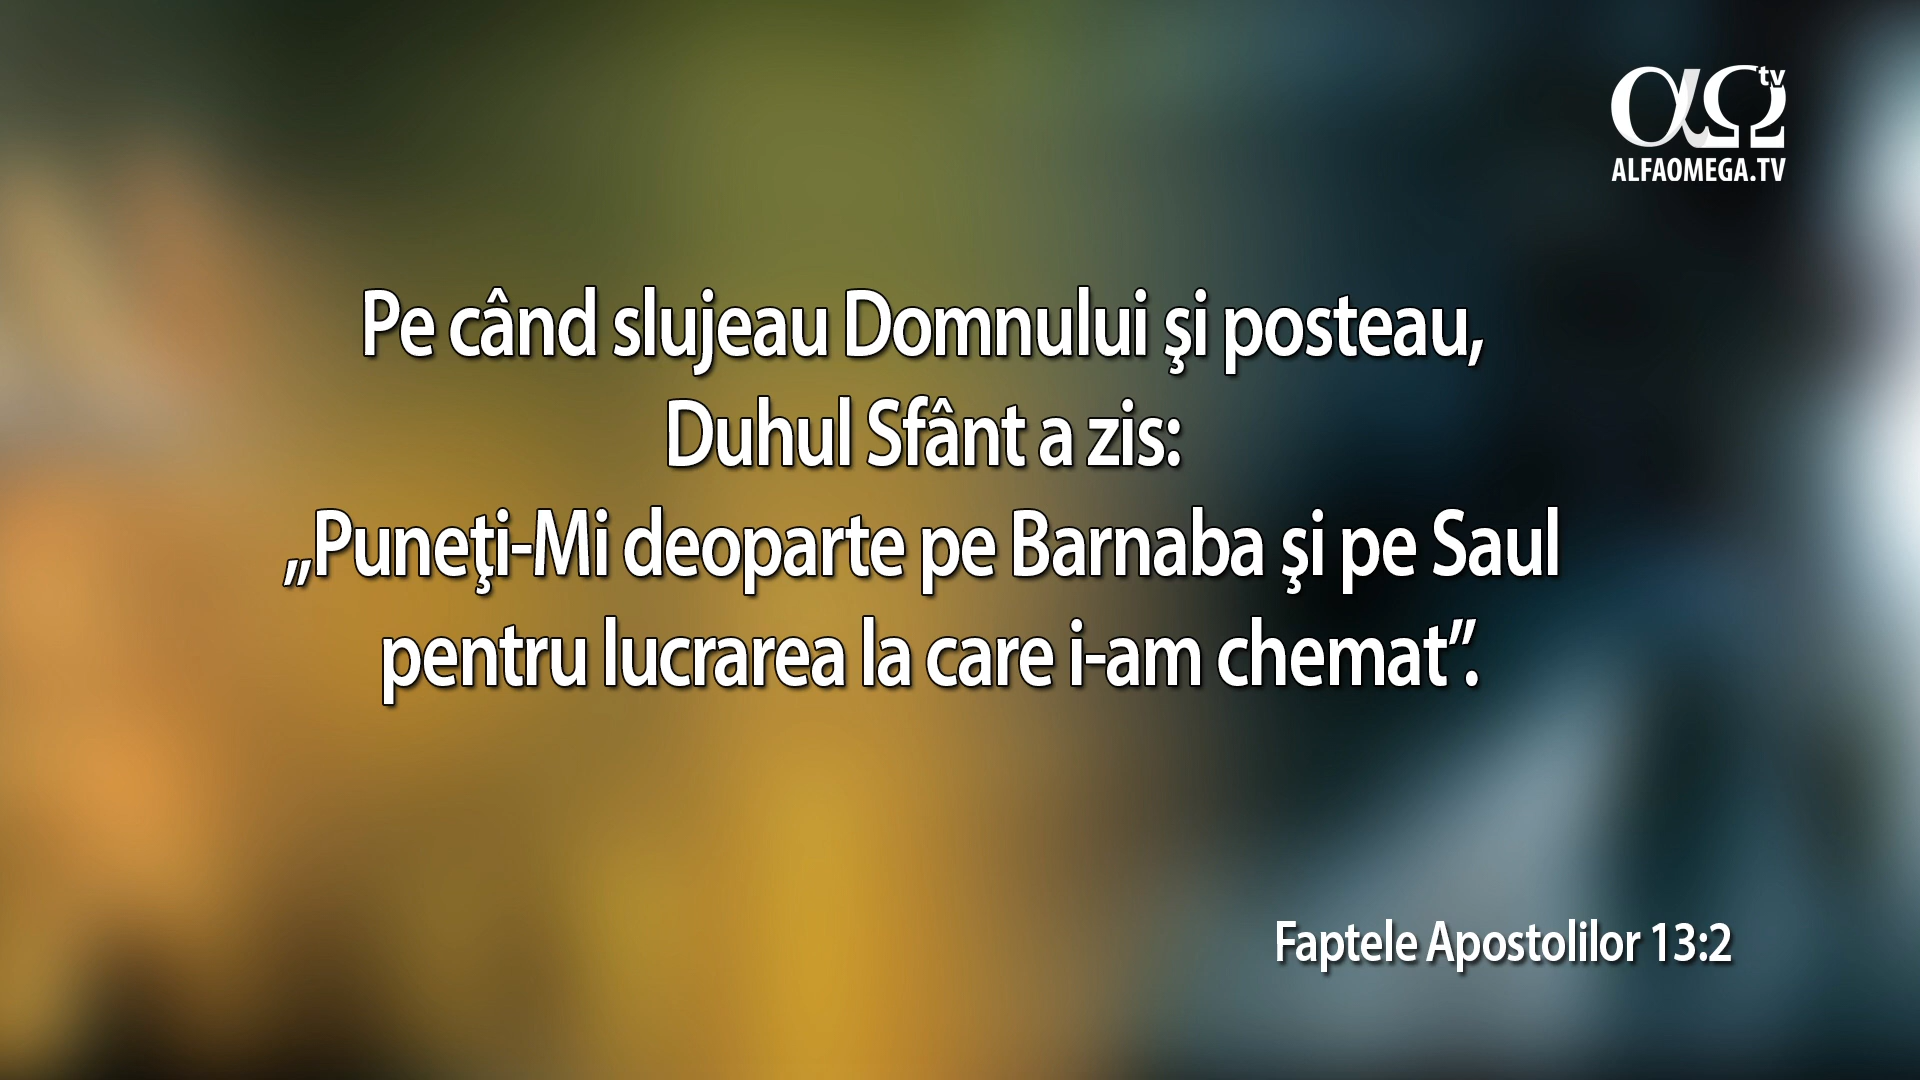 tv
ALFAOMEGA.TV
Pe când slujeau Domnului şi posteau,
Duhul Sfânt a zis:
„Puneţi-Mi deoparte pe Barnaba şi pe Saul
pentru lucrarea la care i-am chemat”.
Faptele Apostolilor 13:2